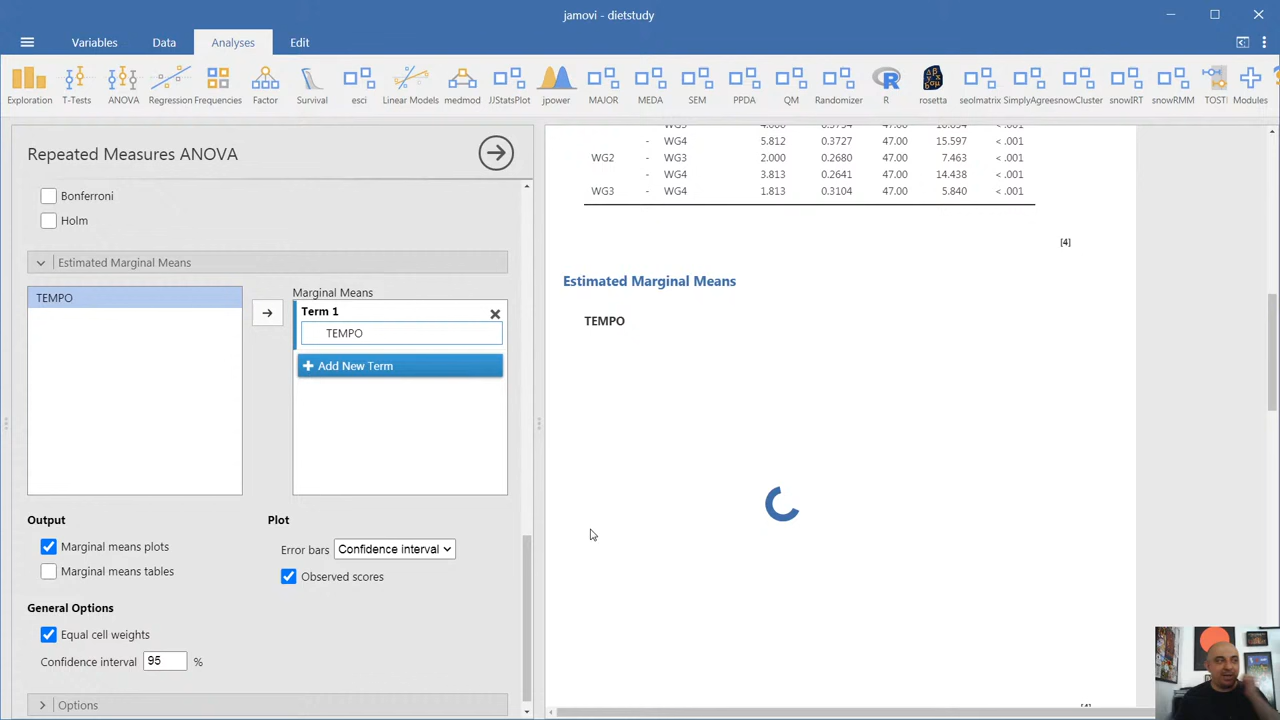 jamovi - dietstudy
Variables Data Analyses Edit
Exploration T-Tests ANOVA Regression Frequencies Factor Survival esci Linear Models medmod JJStatsPlot jpower MAJOR MEDA SEM PPDA QM Randomizer R rosetta seolmatrix SimplyAgree snowCluster snowIRT snowRMM TOSTI Modules
Repeated Measures ANOVA
Bonferroni
Holm
Estimated Marginal Means
TEMPO
Marginal Means
Term 1
TEMPO
Add New Term
Output
Marginal means plots
Marginal means tables
Plot
Error bars Confidence interval
Observed scores
General Options
Equal cell weights
Confidence interval 95 %
Options
- WG4 5.812 0.3727 47.00 15.597 < .001
WG2 - WG3 2.000 0.2680 47.00 7.463 < .001
- WG4 3.813 0.2641 47.00 14.438 < .001
WG3 - WG4 1.813 0.3104 47.00 5.840 < .001
[4]
Estimated Marginal Means
TEMPO